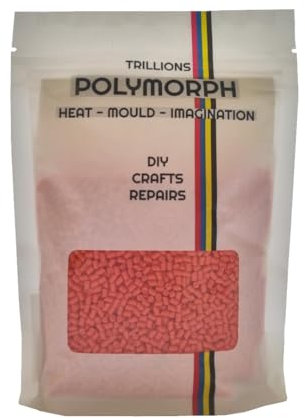 TRILLIONS
POLYMORPH
HEAT - MOULD - IMAGINATION
DIY
CRAFTS
REPAIRS